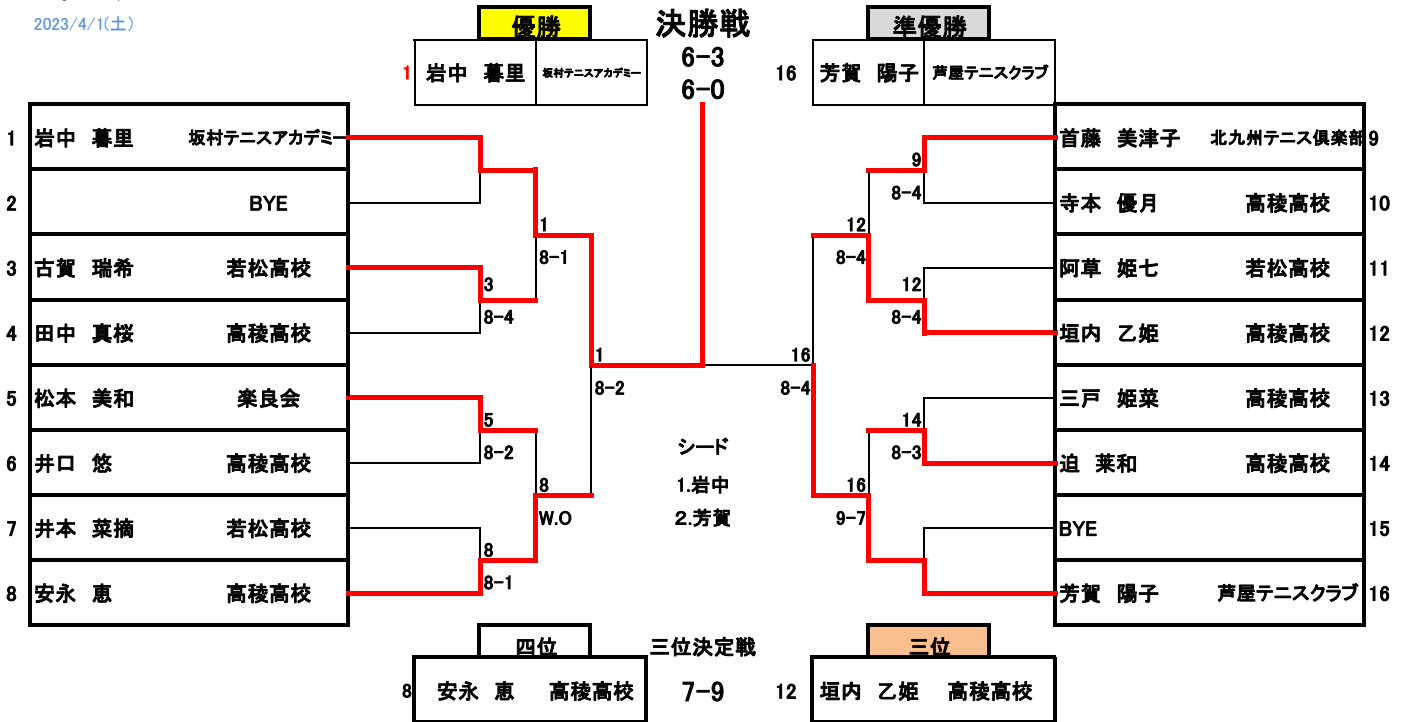 2023/4/1(土)
優勝 決勝戦 準優勝
1 岩中 暮里 坂村テニスアカデミー 6-3 16 芳賀 陽子 芦屋テニスクラブ
6-0
1 岩中 暮里 坂村テニスアカデミー
2 BYE
3 古賀 瑞希 若松高校
4 田中 真桜 高稜高校
5 松本 美和 楽良会
6 井口 悠 高稜高校
7 井本 菜摘 若松高校
8 安永 恵 高稜高校
1
8-1
3
8-4
1
8-2
5
8-2
8
W.O
8
8-1
シード
1.岩中
2.芳賀
9
8-4
12
8-4
12
8-4
16
8-4
14
8-3
16
9-7
首藤 美津子 北九州テニス倶楽部 9
寺本 優月 高稜高校 10
阿草 姫七 若松高校 11
垣内 乙姫 高稜高校 12
三戸 姫菜 高稜高校 13
迫 莱和 高稜高校 14
BYE 15
芳賀 陽子 芦屋テニスクラブ 16
四位 三位決定戦 三位
8 安永 恵 高稜高校 7-9 12 垣内 乙姫 高稜高校